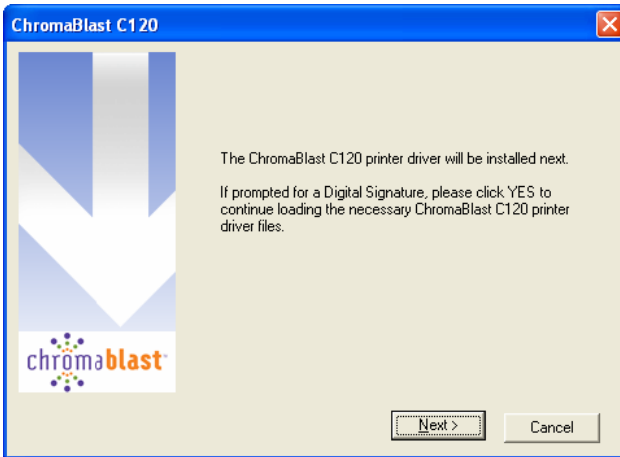 ChromaBlast C120
The ChromaBlast C120 printer driver will be installed next.
If prompted for a Digital Signature, please click YES to
continue loading the necessary ChromaBlast C120 printer
driver files.
chromablast™
Next >
Cancel